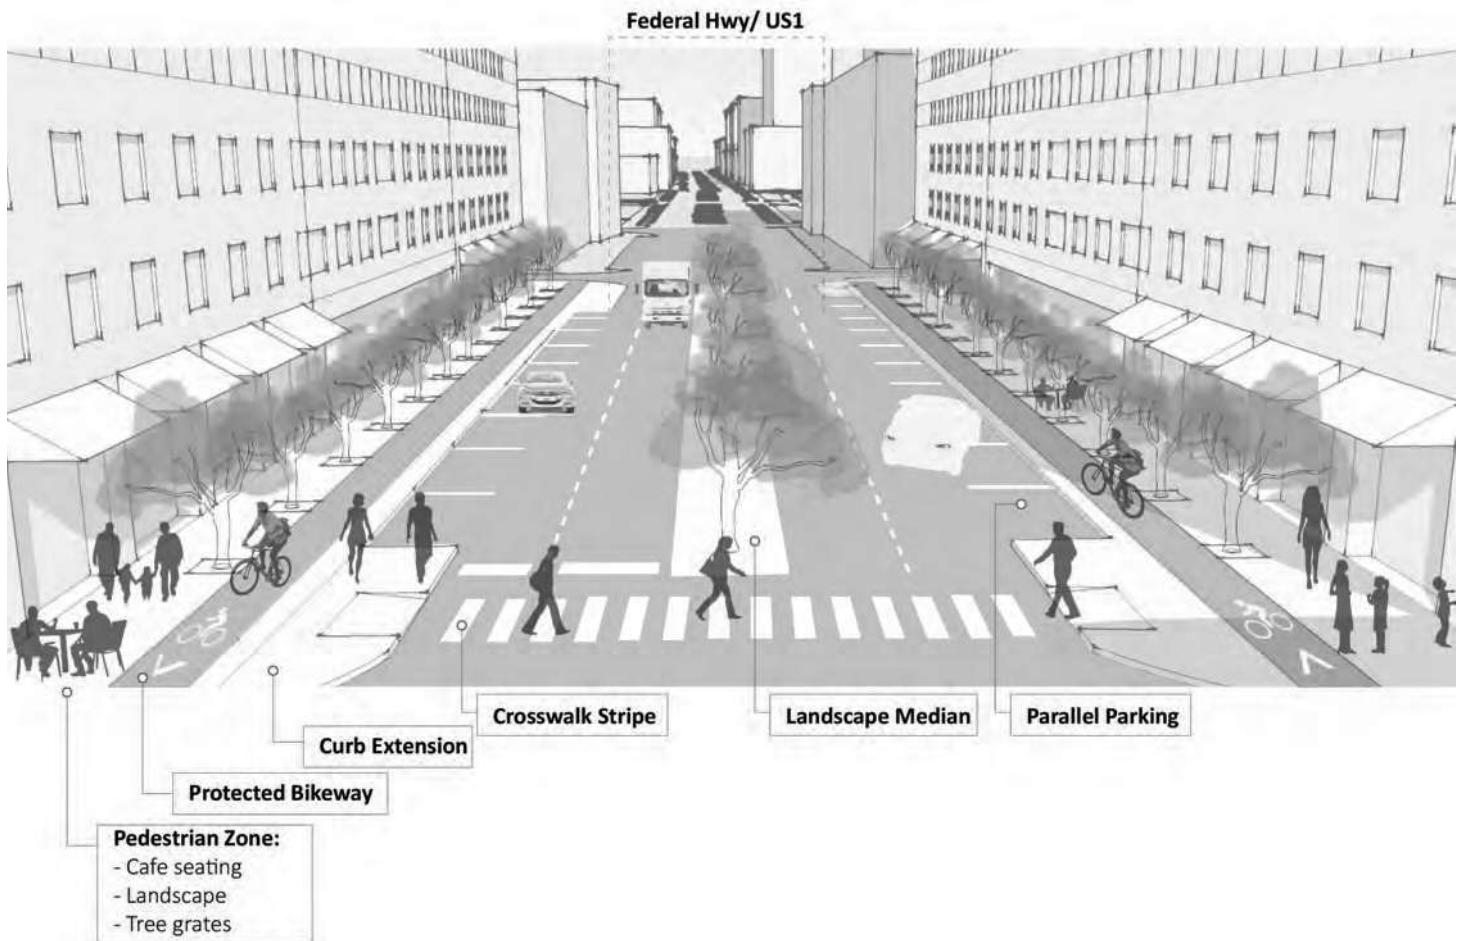 Federal Hwy/ US1
Crosswalk Stripe
Landscape Median
Parallel Parking
Curb Extension
Protected Bikeway
Pedestrian Zone:
- Cafe seating
- Landscape
- Tree grates